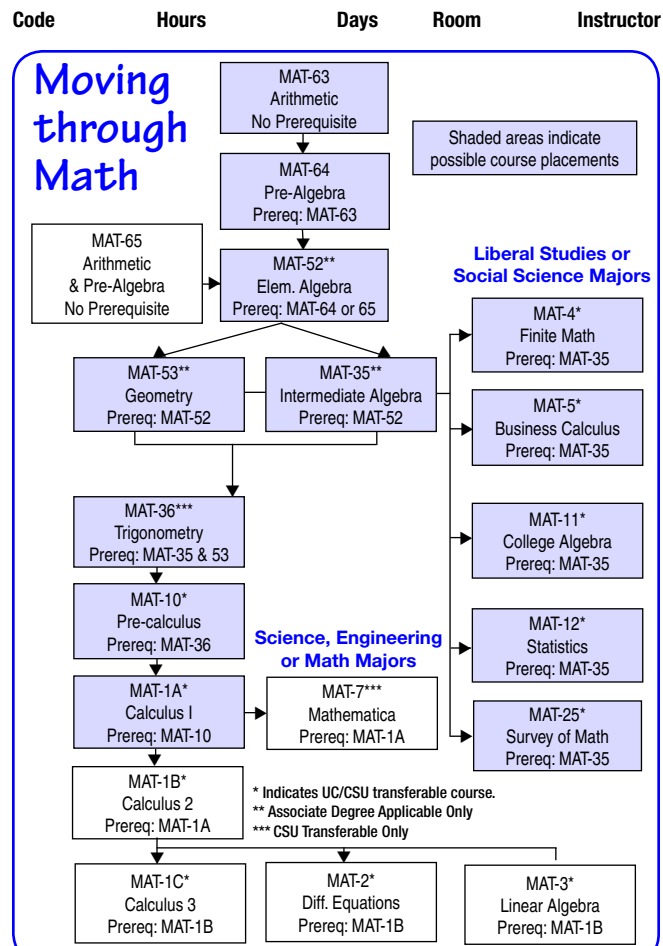 Code Hours Days Room Instructor
Moving
through
Math
MAT-63
Arithmetic
No Prerequisite
Shaded areas indicate
possible course placements
MAT-64
Pre-Algebra
Prereq: MAT-63
MAT-65
Arithmetic
& Pre-Algebra
No Prerequisite
MAT-52**
Elem. Algebra
Prereq: MAT-64 or 65
Liberal Studies or
Social Science Majors
MAT-4*
Finite Math
Prereq: MAT-35
MAT-53**
Geometry
Prereq: MAT-52
MAT-35**
Intermediate Algebra
Prereq: MAT-52
MAT-5*
Business Calculus
Prereq: MAT-35
MAT-36***
Trigonometry
Prereq: MAT-35 & 53
MAT-11*
College Algebra
Prereq: MAT-35
MAT-10*
Pre-calculus
Prereq: MAT-36
MAT-12*
Statistics
Prereq: MAT-35
Science, Engineering
or Math Majors
MAT-1A*
Calculus I
Prereq: MAT-10
MAT-7***
Mathematica
Prereq: MAT-1A
MAT-25*
Survey of Math
Prereq: MAT-35
MAT-1B*
Calculus 2
Prereq: MAT-1A
* Indicates UC/CSU transferable course.
** Associate Degree Applicable Only
*** CSU Transferable Only
MAT-1C*
Calculus 3
Prereq: MAT-1B
MAT-2*
Diff. Equations
Prereq: MAT-1B
MAT-3*
Linear Algebra
Prereq: MAT-1B